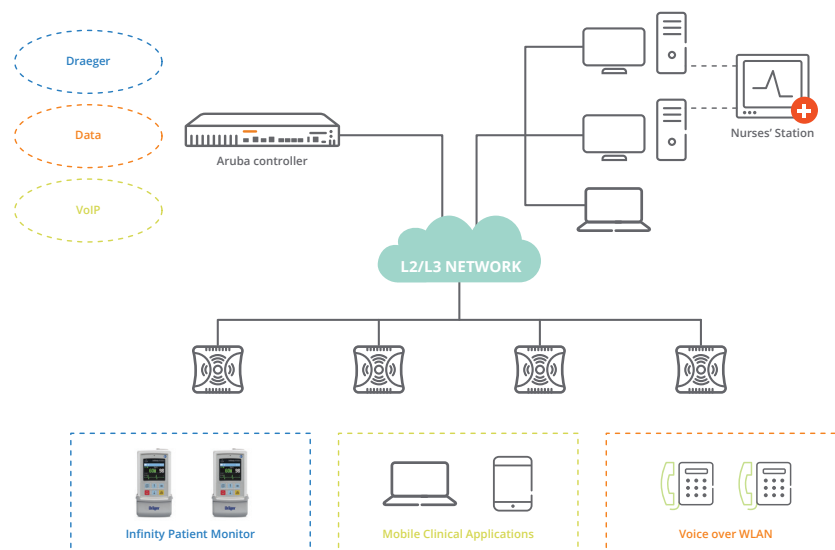 Draeger
Data
VoIP
Aruba controller
Nurses' Station
L2/L3 NETWORK
Infinity Patient Monitor
Mobile Clinical Applications
Voice over WLAN